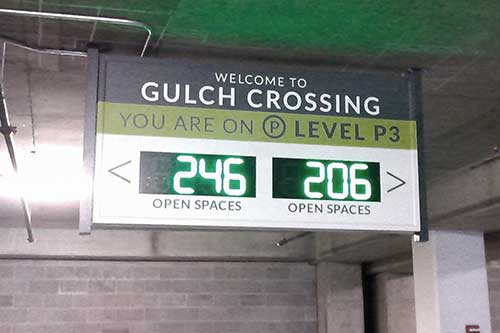 WELCOME TO
GULCH CROSSING
YOU ARE ON P LEVEL P3
< 246 206 >
OPEN SPACES OPEN SPACES